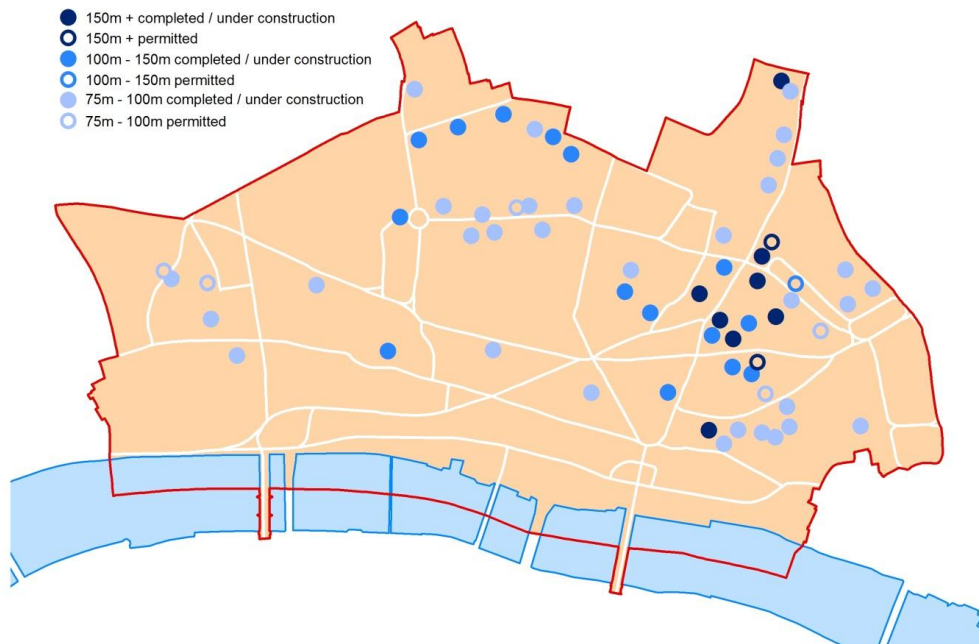 150m + completed / under construction
150m + permitted
100m - 150m completed / under construction
100m - 150m permitted
75m - 100m completed / under construction
75m - 100m permitted